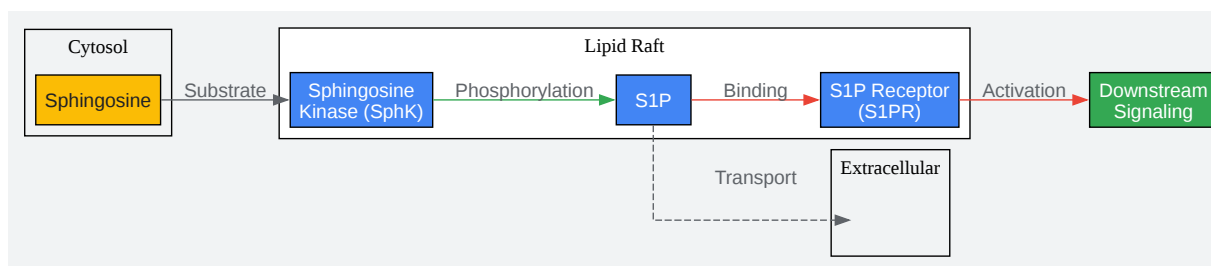 Cytosol
Lipid Raft
Sphingosine
Substrate
Sphingosine
Kinase (SphK)
Phosphorylation
S1P
Binding
S1P Receptor
(S1PR)
Activation
Downstream
Signaling
Transport
Extracellular